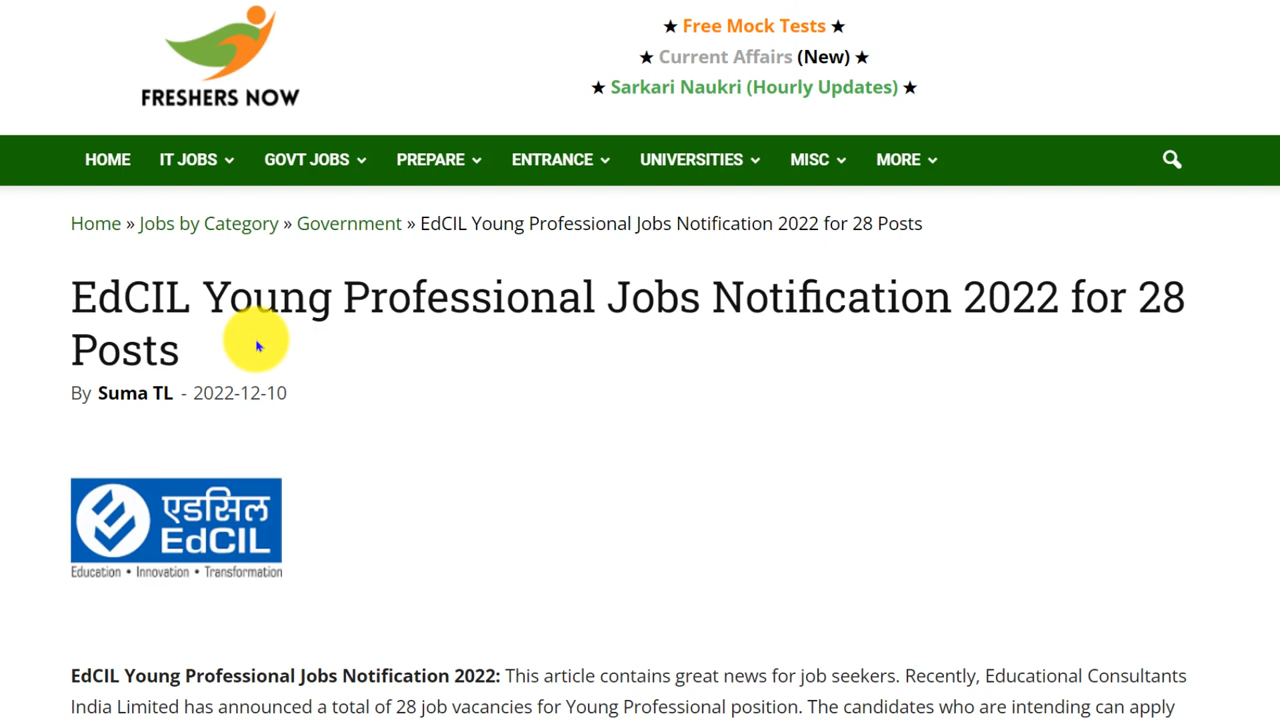 FRESHERS NOW
★ Free Mock Tests ★
★ Current Affairs (New) ★
★ Sarkari Naukri (Hourly Updates) ★
HOME IT JOBS GOVT JOBS PREPARE ENTRANCE UNIVERSITIES MISC MORE
Home » Jobs by Category » Government » EdCIL Young Professional Jobs Notification 2022 for 28 Posts
EdCIL Young Professional Jobs Notification 2022 for 28
Posts
By Suma TL - 2022-12-10
एडसिल
EdCIL
Education • Innovation • Transformation
EdCIL Young Professional Jobs Notification 2022: This article contains great news for job seekers. Recently, Educational Consultants
India Limited has announced a total of 28 job vacancies for Young Professional position. The candidates who are intending can apply